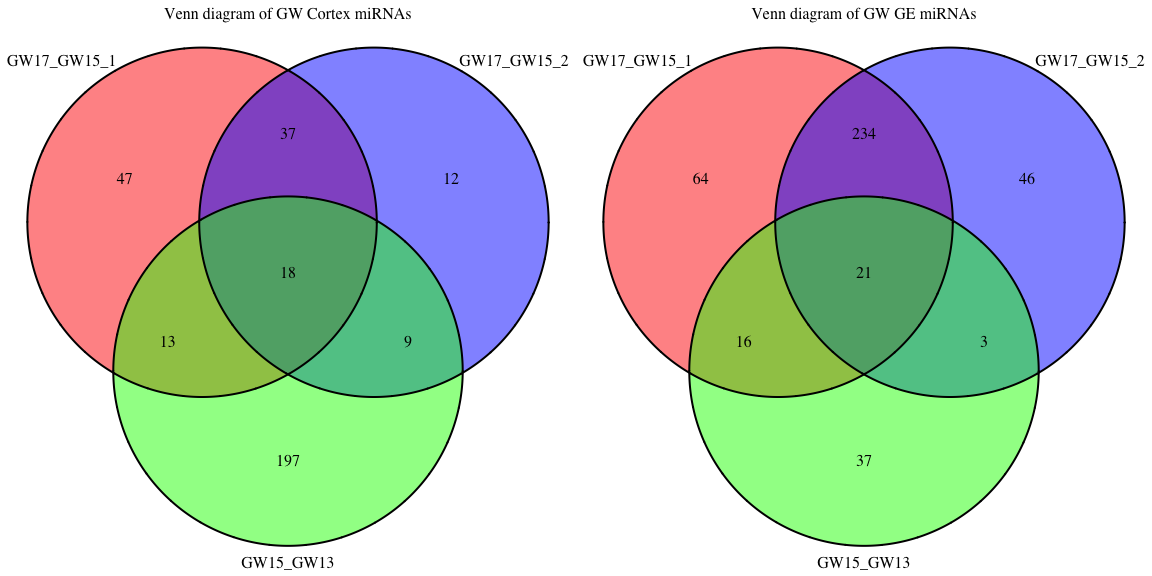 Venn diagram of GW Cortex miRNAs
GW17_GW15_1
GW17_GW15_2
37
47
12
18
13
9
197
GW15_GW13
Venn diagram of GW GE miRNAs
GW17_GW15_1
GW17_GW15_2
234
64
46
21
16
3
37
GW15_GW13